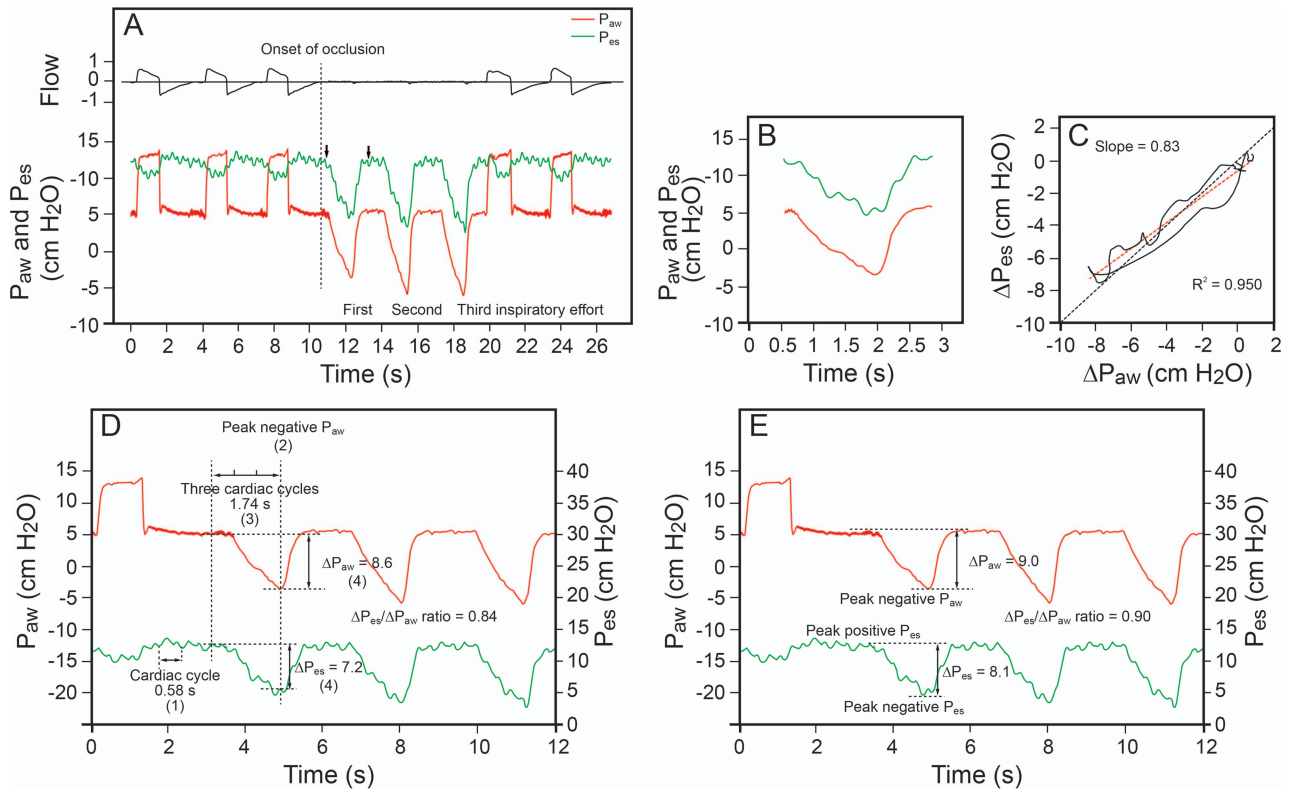 A
Paw
Pes
Onset of occlusion
Flow
1
0
-1
Paw and Pes
(cm H2O)
15
-10
5
0
-5
-10
First
Second
Third inspiratory effort
0 2 4 6 8 10 12 14 16 18 20 22 24 26
Time (s)
B
Paw and Pes
(cm H2O)
15
-10
5
0
-5
-10
0 0.5 1 1.5 2 2.5 3
Time (s)
C
Slope = 0.83
ΔPes (cm H2O)
2
0
-2
-4
-6
-8
-10
R2 = 0.950
-10 -8 -6 -4 -2 0 2
ΔPaw (cm H2O)
D
Peak negative Paw
(2)
Three cardiac cycles
1.74 s
(3)
ΔPaw = 8.6
(4)
ΔPes/ΔPaw ratio = 0.84
ΔPes = 7.2
(4)
Cardiac cycle
0.58 s
(1)
Paw (cm H2O)
15
10
5
0
-5
-10
-15
-20
Pes (cm H2O)
40
35
30
25
20
15
10
5
0
0 2 4 6 8 10 12
Time (s)
E
ΔPaw = 9.0
Peak negative Paw
ΔPes/ΔPaw ratio = 0.90
Peak positive Pes
ΔPes = 8.1
Peak negative Pes
Paw (cm H2O)
15
10
5
0
-5
-10
-15
-20
Pes (cm H2O)
40
35
30
25
20
15
10
5
0
0 2 4 6 8 10 12
Time (s)